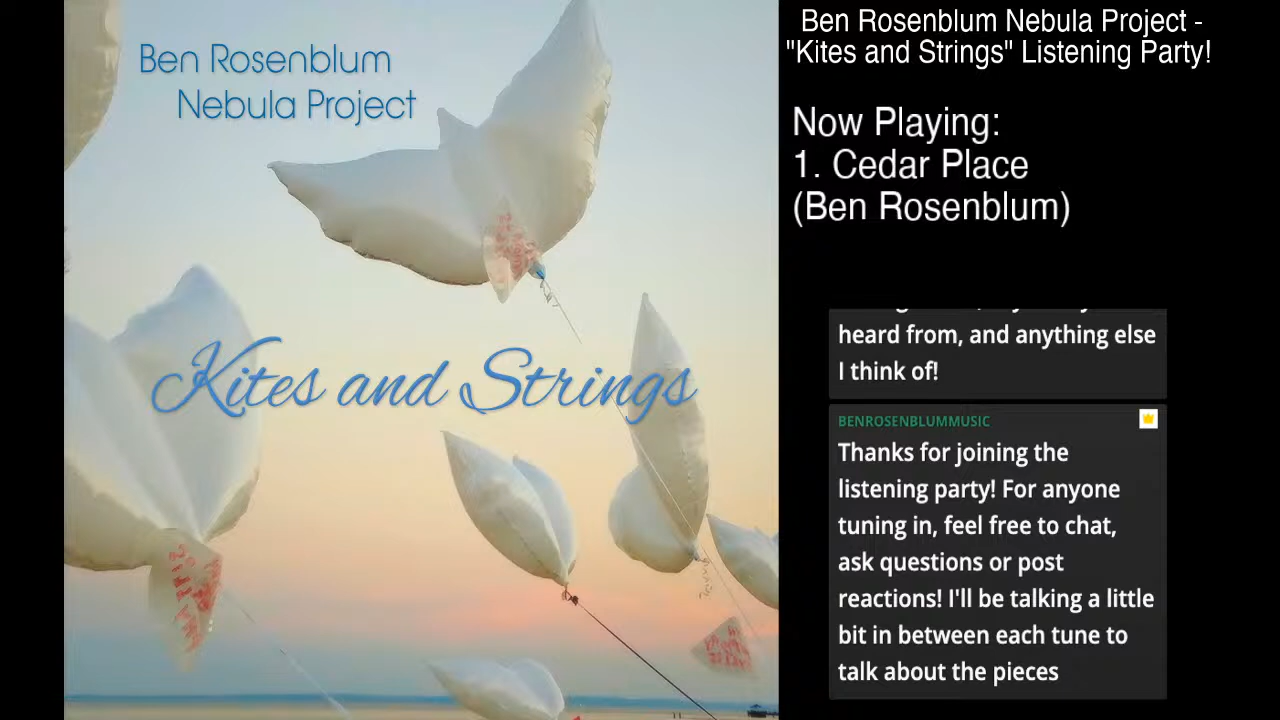 Ben Rosenblum
Nebula Project
Kites and Strings
Ben Rosenblum Nebula Project -
"Kites and Strings" Listening Party!
Now Playing:
1. Cedar Place
(Ben Rosenblum)
heard from, and anything else
I think of!
BENROSENBLUMMUSIC
Thanks for joining the
listening party! For anyone
tuning in, feel free to chat,
ask questions or post
reactions! I'll be talking a little
bit in between each tune to
talk about the pieces